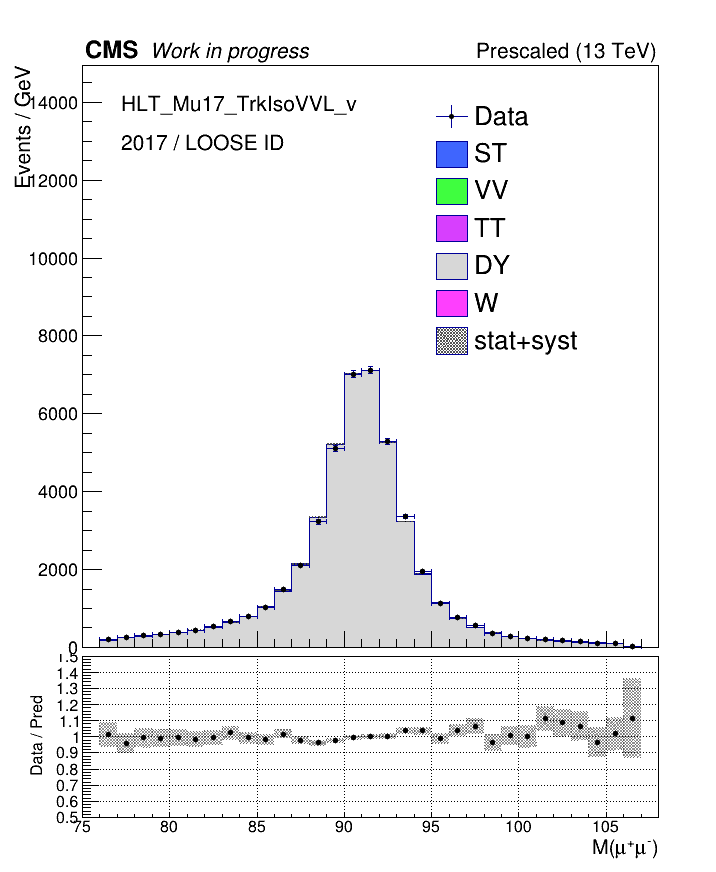 CMS Work in progress Prescaled (13 TeV)
Events / GeV
14000
12000
10000
8000
6000
4000
2000
0
HLT_Mu17_TrkIsoVVL_v
2017 / LOOSE ID
Data
ST
VV
TT
DY
W
stat+syst
Data / Pred
1.5
1.4
1.3
1.2
1.1
1
0.9
0.8
0.7
0.6
0.5
75 80 85 90 95 100 105
M(μ⁺μ⁻)